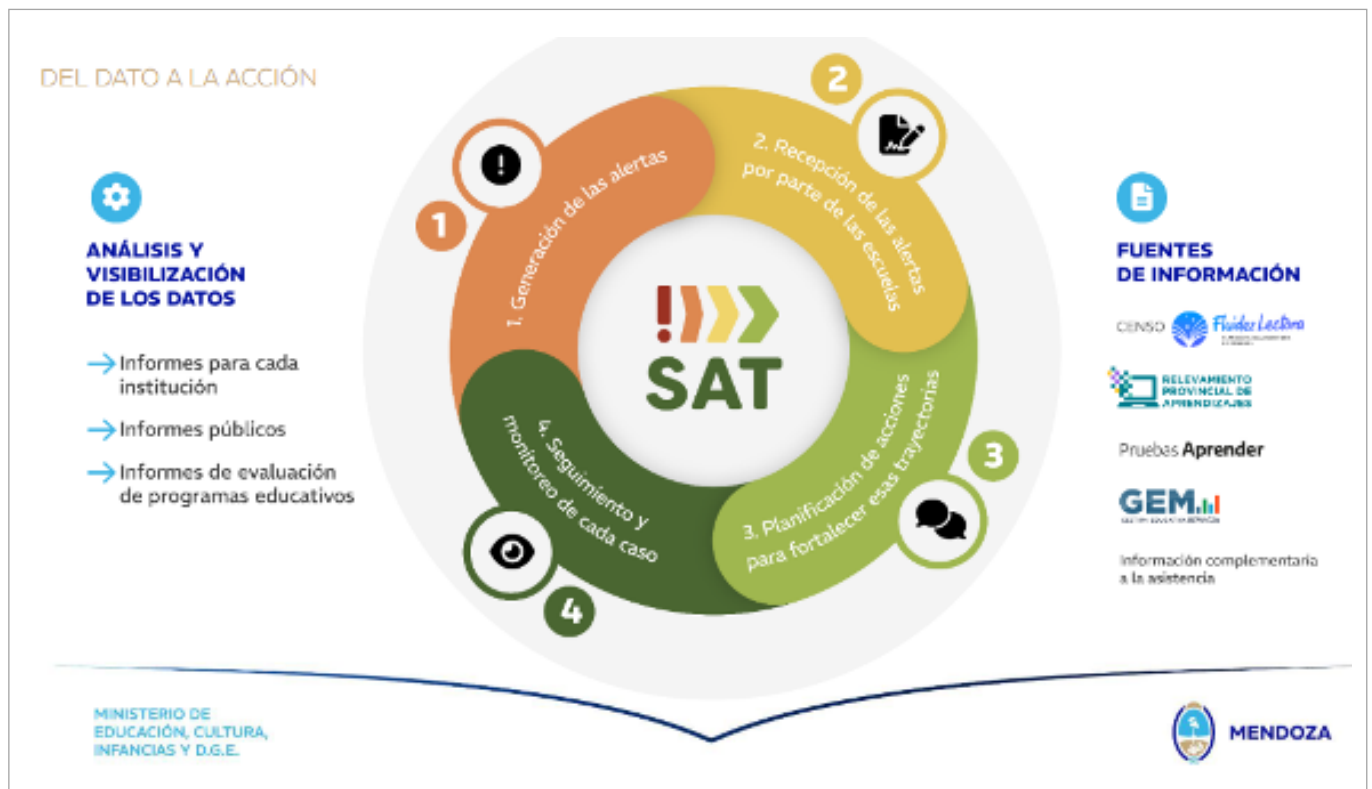 DEL DATO A LA ACCIÓN
ANÁLISIS Y
VISIBILIZACIÓN
DE LOS DATOS
Informes para cada
institución
Informes públicos
Informes de evaluación
de programas educativos
1
1. Generación de las alertas
2
2. Recepción de las alertas
por parte de las escuelas
3
3. Planificación de acciones
para fortalecer esas trayectorias
4
4. Seguimiento y
monitoreo de cada caso
SAT
FUENTES
DE INFORMACIÓN
CENSO Fluidez Lectora
RELEVAMIENTO
PROVINCIAL DE
APRENDIZAJES
Pruebas Aprender
GEM
Información complementaria
a la asistencia
MINISTERIO DE
EDUCACIÓN, CULTURA,
INFANCIAS Y D.G.E.
MENDOZA